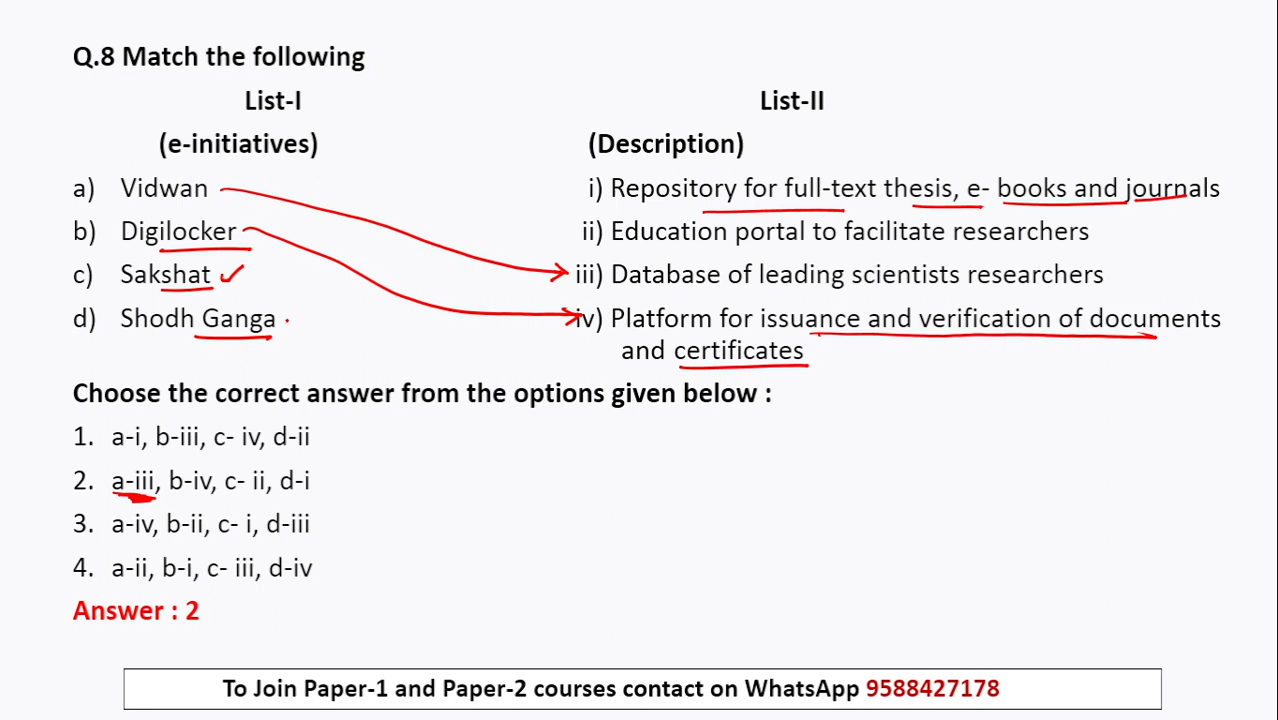 Q.8 Match the following
List-I List-II
(e-initiatives) (Description)
a) Vidwan i) Repository for full-text thesis, e- books and journals
b) Digilocker ii) Education portal to facilitate researchers
c) Sakshat iii) Database of leading scientists researchers
d) Shodh Ganga iv) Platform for issuance and verification of documents
and certificates
Choose the correct answer from the options given below :
1. a-i, b-iii, c- iv, d-ii
2. a-iii, b-iv, c- ii, d-i
3. a-iv, b-ii, c- i, d-iii
4. a-ii, b-i, c- iii, d-iv
Answer : 2
To Join Paper-1 and Paper-2 courses contact on WhatsApp 9588427178